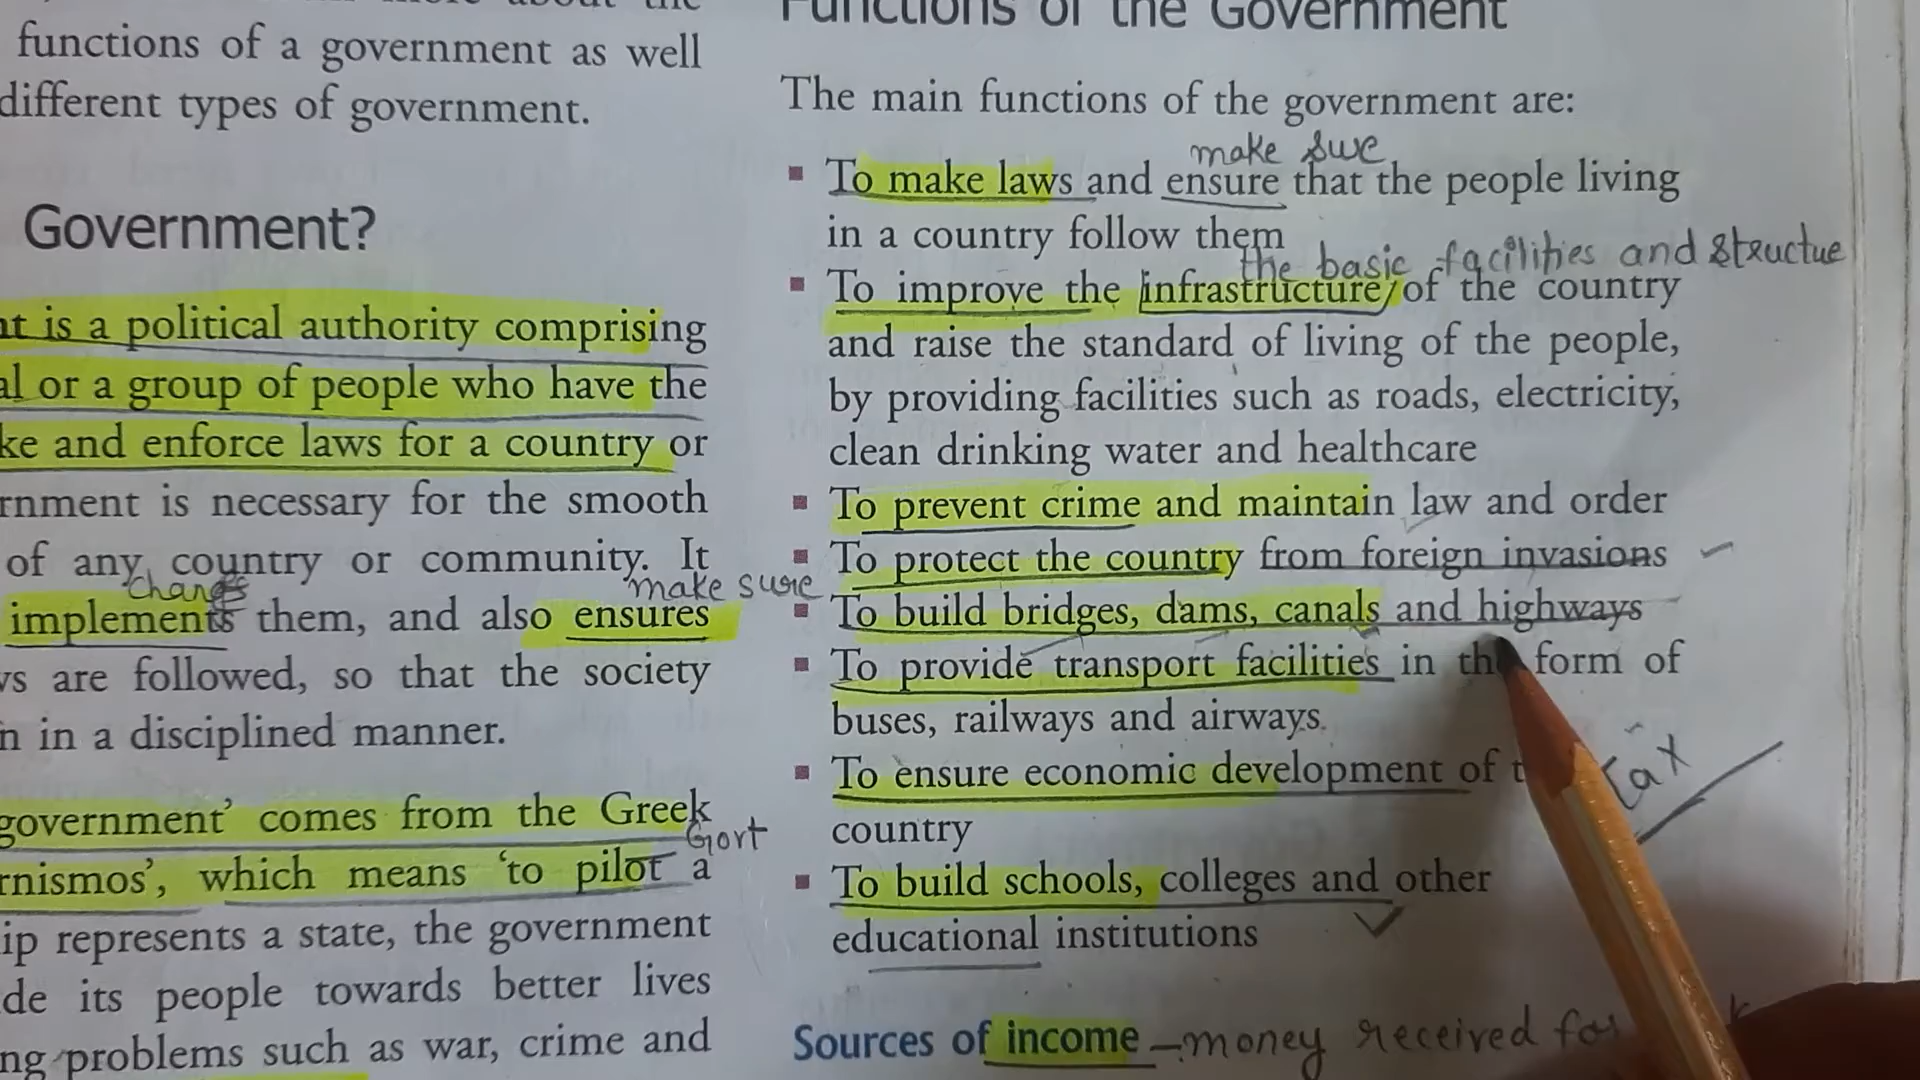 functions of a government as well
different types of government.
Government?
is a political authority comprising
or a group of people who have the
and enforce laws for a country or
is necessary for the smooth
of any country or community. It
changes
make sure
implements them, and also ensures
are followed, so that the society
in a disciplined manner.
government' comes from the Greek
Gort
which means 'to pilot a
represents a state, the government
its people towards better lives
problems such as war, crime and
Functions of the Government
The main functions of the government are:
make sure
▪ To make laws and ensure that the people living
in a country follow them
the basic facilities and structue
▪ To improve the infrastructure of the country
and raise the standard of living of the people,
by providing facilities such as roads, electricity,
clean drinking water and healthcare
▪ To prevent crime and maintain law and order
▪ To protect the country from foreign invasions
▪ To build bridges, dams, canals and highways
▪ To provide transport facilities in the form of
buses, railways and airways.
▪ To ensure economic development of
Tax
country
▪ To build schools, colleges and other
educational institutions
Sources of income – money received for